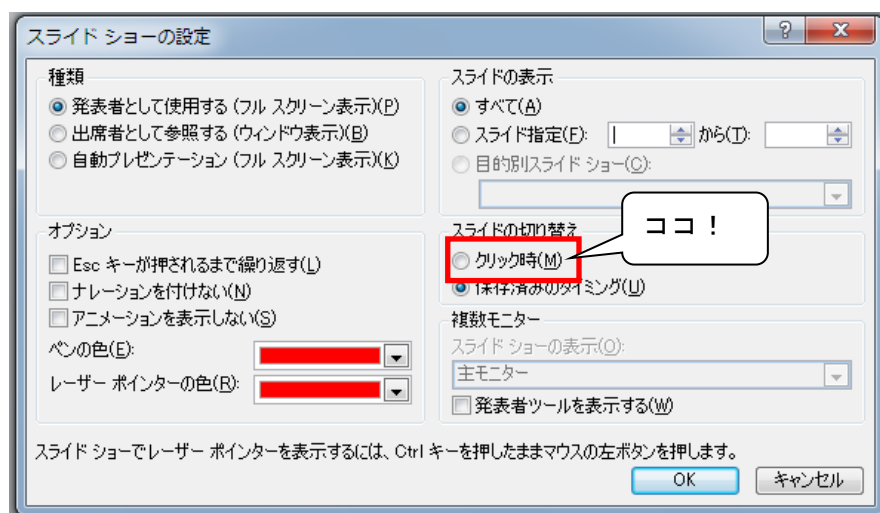 スライド ショーの設定
種類
発表者として使用する (フル スクリーン表示)(P)
出席者として参照する (ウィンドウ表示)(B)
自動プレゼンテーション (フル スクリーン表示)(K)
スライドの表示
すべて(A)
スライド指定(F): から(T):
目的別スライド ショー(C):
オプション
Esc キーが押されるまで繰り返す(L)
ナレーションを付けない(N)
アニメーションを表示しない(S)
ペンの色(E):
レーザー ポインターの色(R):
スライドの切り替え
ココ！
クリック時(M)
保存済みのタイミング(U)
複数モニター
スライド ショーの表示(O):
主モニター
発表者ツールを表示する(W)
スライド ショーでレーザー ポインターを表示するには、Ctrl キーを押したままマウスの左ボタンを押します。
OK キャンセル